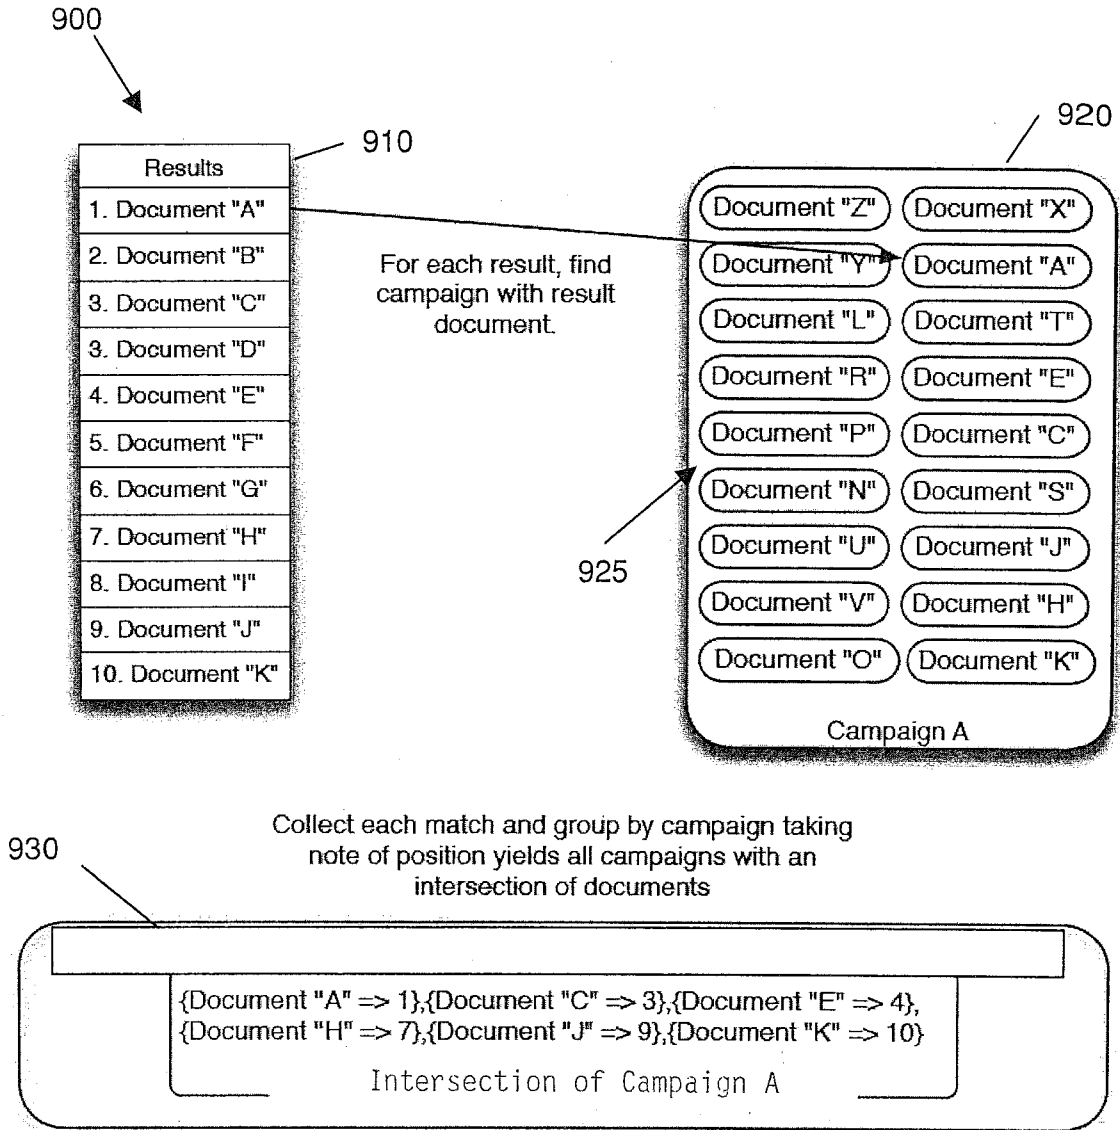 900
910
920
Results
1. Document "A"
2. Document "B"
3. Document "C"
3. Document "D"
4. Document "E"
5. Document "F"
6. Document "G"
7. Document "H"
8. Document "I"
9. Document "J"
10. Document "K"
For each result, find
campaign with result
document.
Document "Z" Document "X"
Document "Y" Document "A"
Document "L" Document "T"
Document "R" Document "E"
Document "P" Document "C"
Document "N" Document "S"
Document "U" Document "J"
Document "V" Document "H"
Document "O" Document "K"
Campaign A
925
Collect each match and group by campaign taking
note of position yields all campaigns with an
intersection of documents
930
{Document "A" => 1},{Document "C" => 3},{Document "E" => 4},
{Document "H" => 7},{Document "J" => 9},{Document "K" => 10}
Intersection of Campaign A